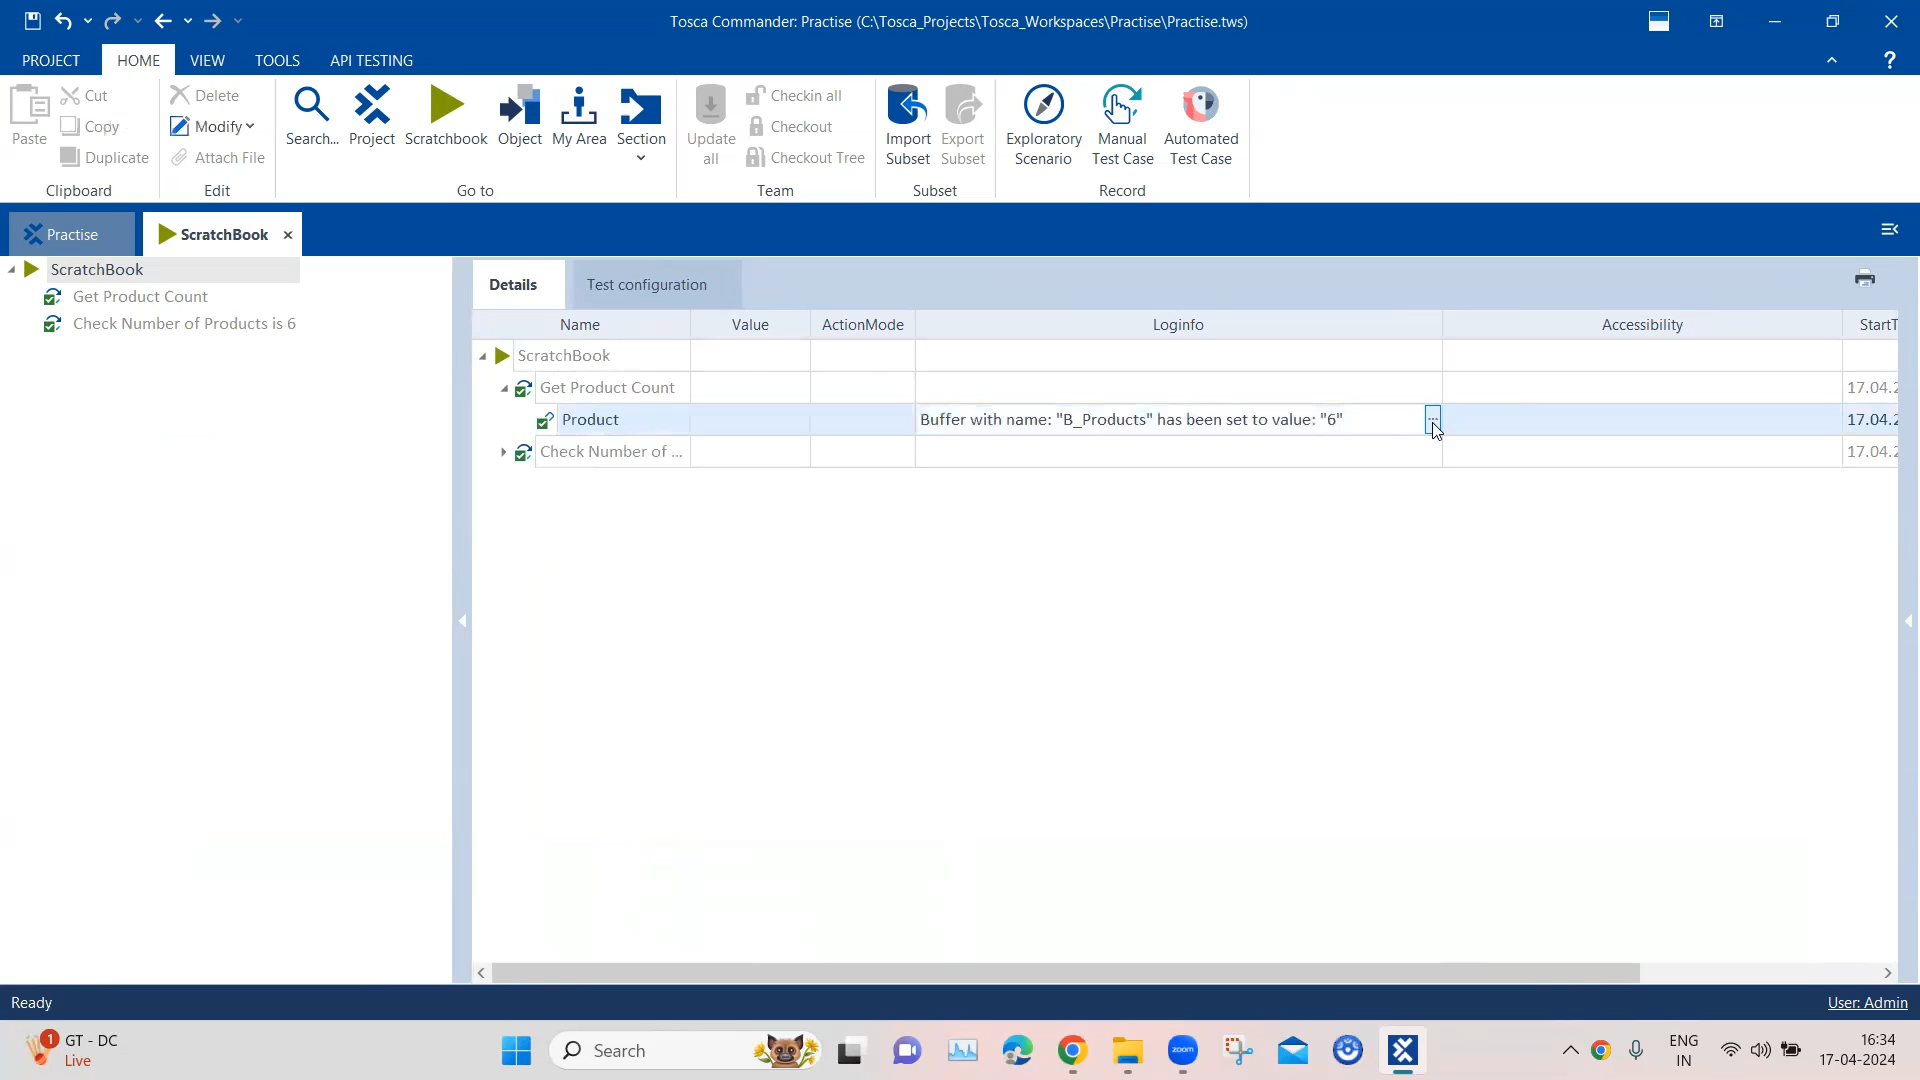 Tosca Commander: Practise (C:\Tosca_Projects\Tosca_Workspaces\Practise\Practise.tws)
PROJECT HOME VIEW TOOLS API TESTING
Paste
Cut
Copy
Duplicate
Clipboard
Delete
Modify
Attach File
Edit
Search...
Project
Scratchbook
Object
My Area
Section
Go to
Update all
Checkin all
Checkout
Checkout Tree
Team
Import Subset
Export Subset
Subset
Exploratory Scenario
Manual Test Case
Automated Test Case
Record
Practise
ScratchBook
ScratchBook
Get Product Count
Check Number of Products is 6
Details
Test configuration
Name Value ActionMode Loginfo Accessibility StartT
ScratchBook
Get Product Count 17.04.2
Product Buffer with name: "B_Products" has been set to value: "6" ... 17.04.2
Check Number of ... 17.04.2
Ready
User: Admin
1
GT - DC
Live
Search
zoom
ENG
IN
16:34
17-04-2024